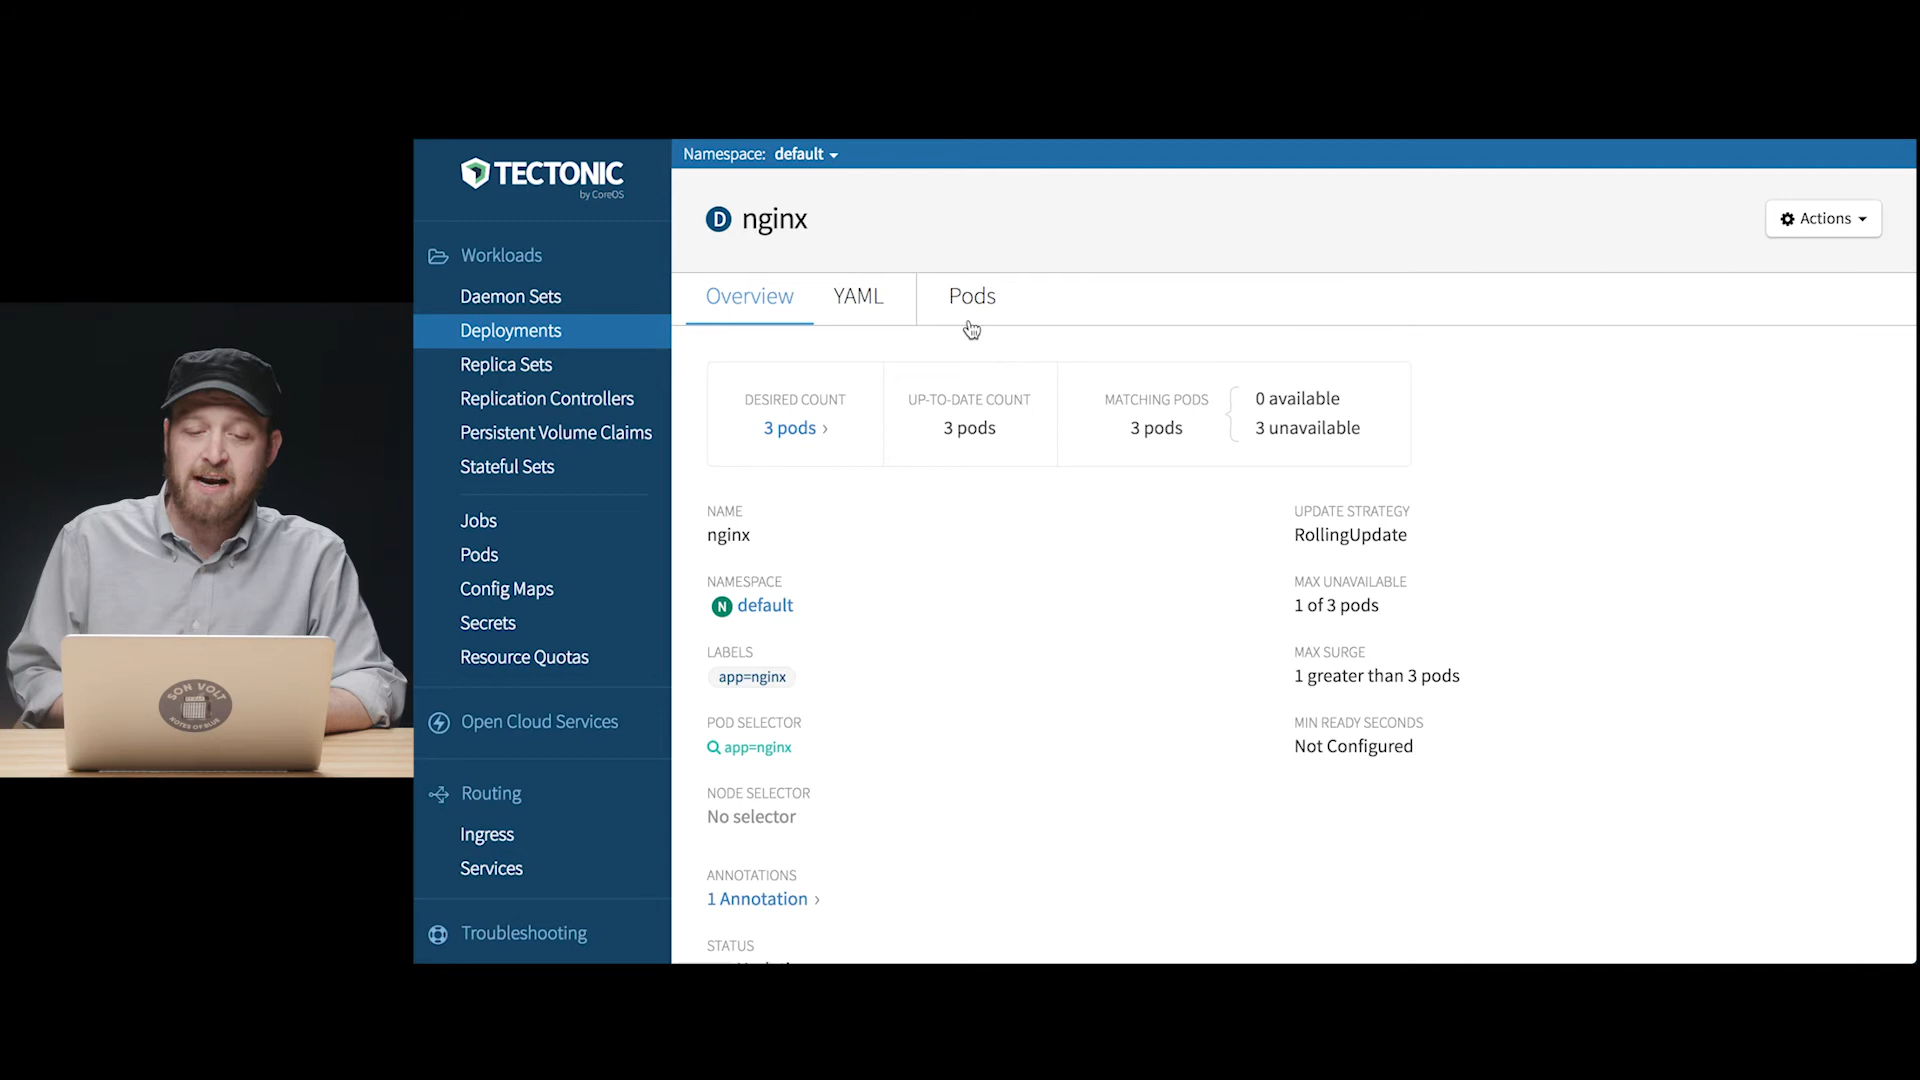 TECTONIC
by CoreOS
Namespace: default
D nginx
Actions
Workloads
Daemon Sets
Deployments
Replica Sets
Replication Controllers
Persistent Volume Claims
Stateful Sets
Jobs
Pods
Config Maps
Secrets
Resource Quotas
Open Cloud Services
Routing
Ingress
Services
Troubleshooting
Overview YAML Pods
DESIRED COUNT
3 pods ›
UP-TO-DATE COUNT
3 pods
MATCHING PODS
3 pods
0 available
3 unavailable
NAME
nginx
NAMESPACE
N default
LABELS
app=nginx
POD SELECTOR
app=nginx
NODE SELECTOR
No selector
ANNOTATIONS
1 Annotation ›
STATUS
UPDATE STRATEGY
RollingUpdate
MAX UNAVAILABLE
1 of 3 pods
MAX SURGE
1 greater than 3 pods
MIN READY SECONDS
Not Configured
SON VOLT
NOTES OF BLUE